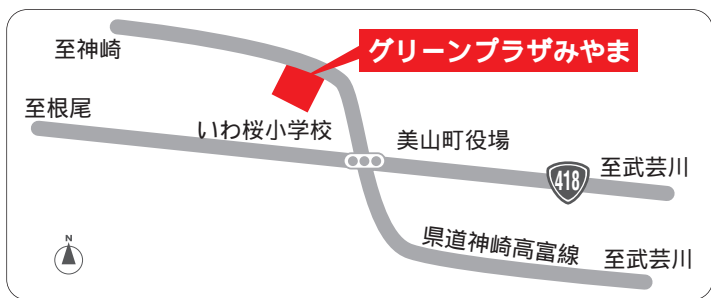 至神崎
グリーンプラザみやま
至根尾
いわ桜小学校
美山町役場
418
至武芸川
県道神崎高富線
至武芸川
N